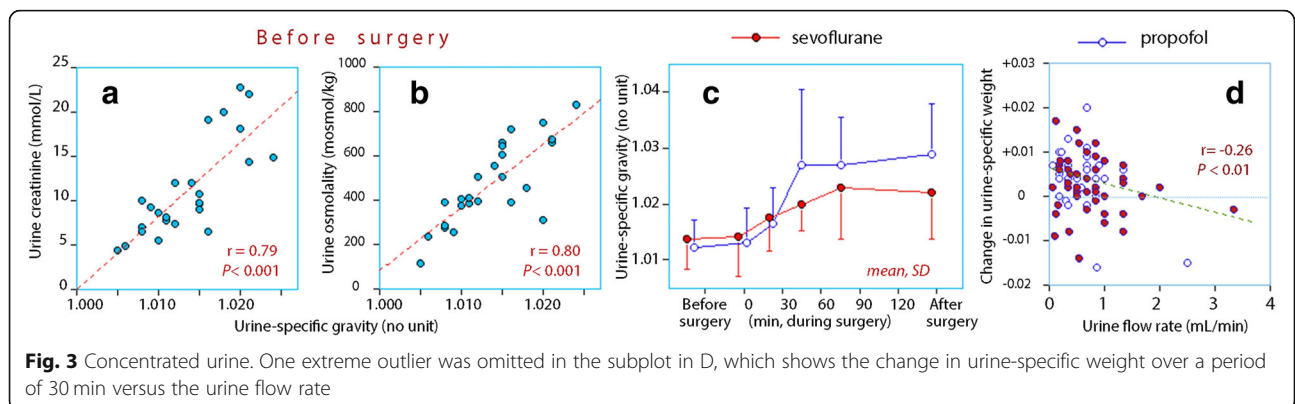 Before surgery
sevoflurane
propofol
a
Urine creatinine (mmol/L)
25
20
15
10
5
0
1.000
1.010
1.020
r = 0.79
P< 0.001
b
Urine osmolality (mosmol/kg)
1000
800
600
400
200
0
1.000
1.010
1.020
r = 0.80
P< 0.001
Urine-specific gravity (no unit)
c
Urine-specific gravity (no unit)
1.04
1.03
1.02
1.01
mean, SD
Before surgery
0
30
60
90
120
(min, during surgery)
After surgery
d
Change in urine-specific weight
+0.03
+0.02
+0.01
0
-0.01
-0.02
r= -0.26
P < 0.01
0
1
2
3
4
Urine flow rate (mL/min)
Fig. 3 Concentrated urine. One extreme outlier was omitted in the subplot in D, which shows the change in urine-specific weight over a period
of 30 min versus the urine flow rate